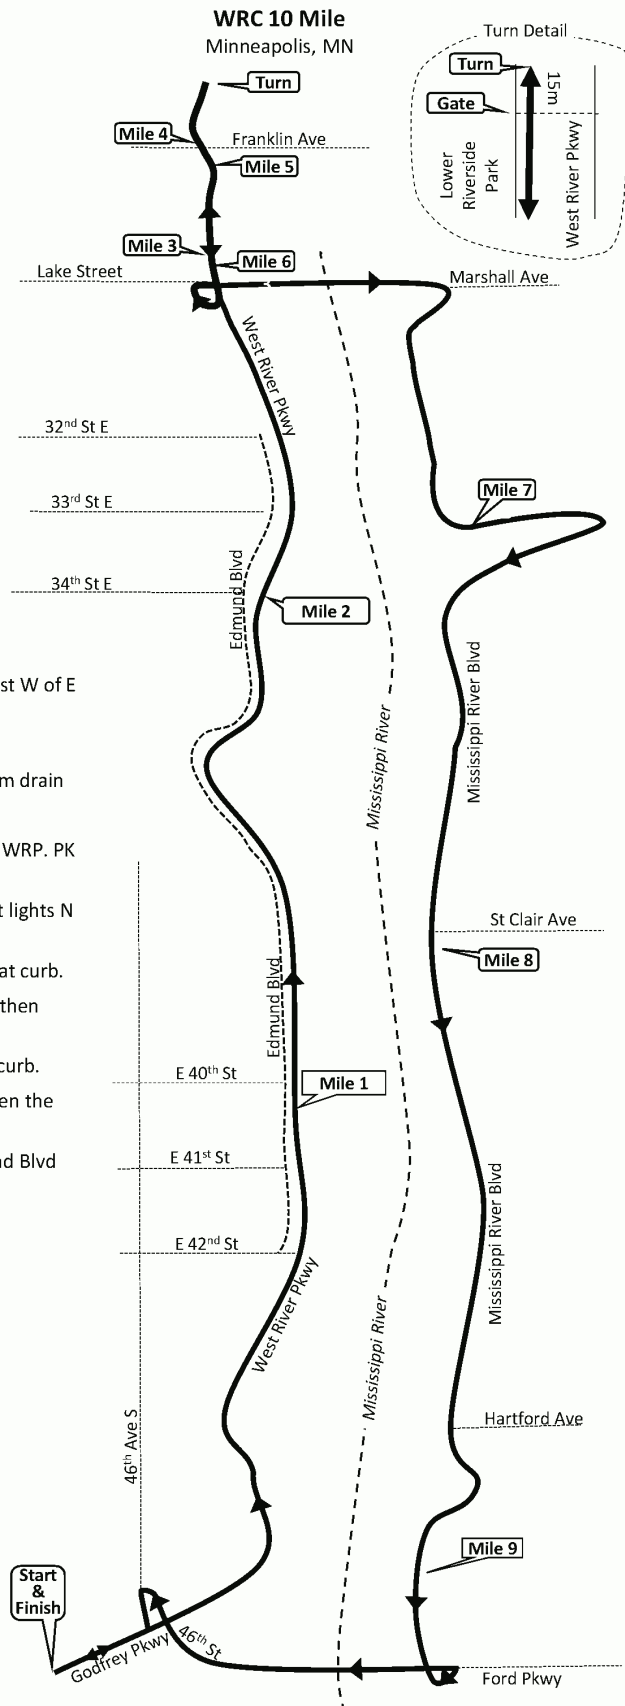 WRC 10 Mile
Minneapolis, MN
Turn Detail
Turn
Turn
15m
Gate
Lower
Riverside
Park
West River Pkwy
Mile 4
Franklin Ave
Mile 5
Mile 3
Mile 6
Lake Street
Marshall Ave
West River Pkwy
32nd St E
Mile 7
33rd St E
34th St E
Edmund Blvd
Mile 2
Mississippi River Blvd
st W of E
Mississippi River
m drain
WRP. PK
t lights N
St Clair Ave
Mile 8
at curb.
then
Edmund Blvd
curb.
E 40th St
Mile 1
en the
E 41st St
nd Blvd
Mississippi River Blvd
E 42nd St
West River Pkwy
Mississippi River
Hartford Ave
46th Ave S
Mile 9
Start
&
Finish
46th St
Godfrey Pkwy
Ford Pkwy